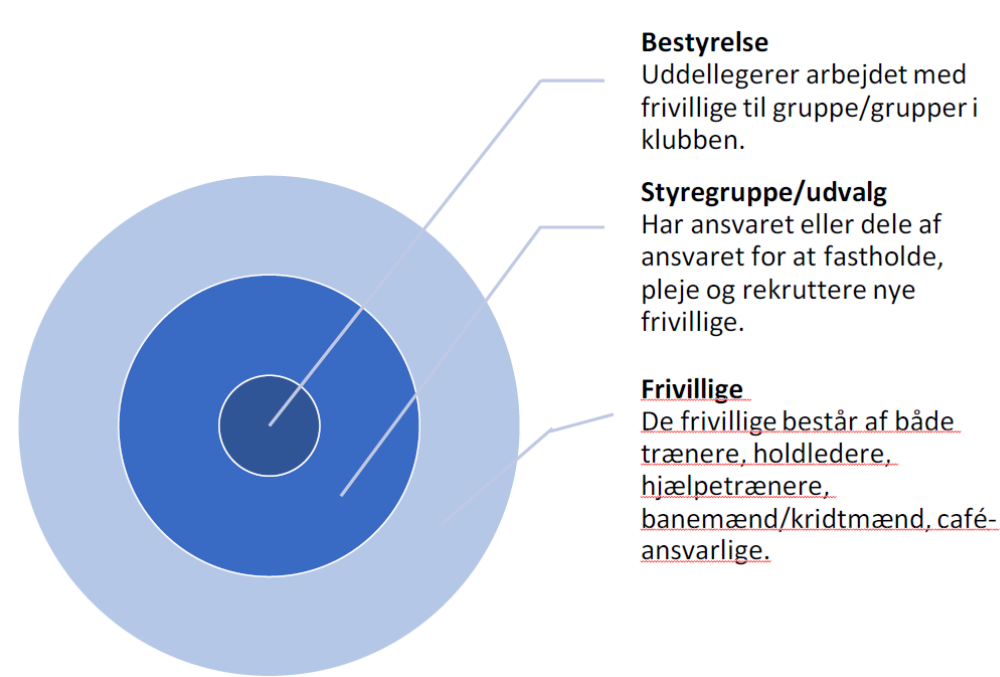 Bestyrelse
Uddellegerer arbejdet med
frivillige til gruppe/grupper i
klubben.
Styregruppe/udvalg
Har ansvaret eller dele af
ansvaret for at fastholde,
pleje og rekruttere nye
frivillige.
Frivillige
De frivillige består af både
trænere, holdledere,
hjælpetrænere,
banemænd/kridtmænd, café-
ansvarlige.